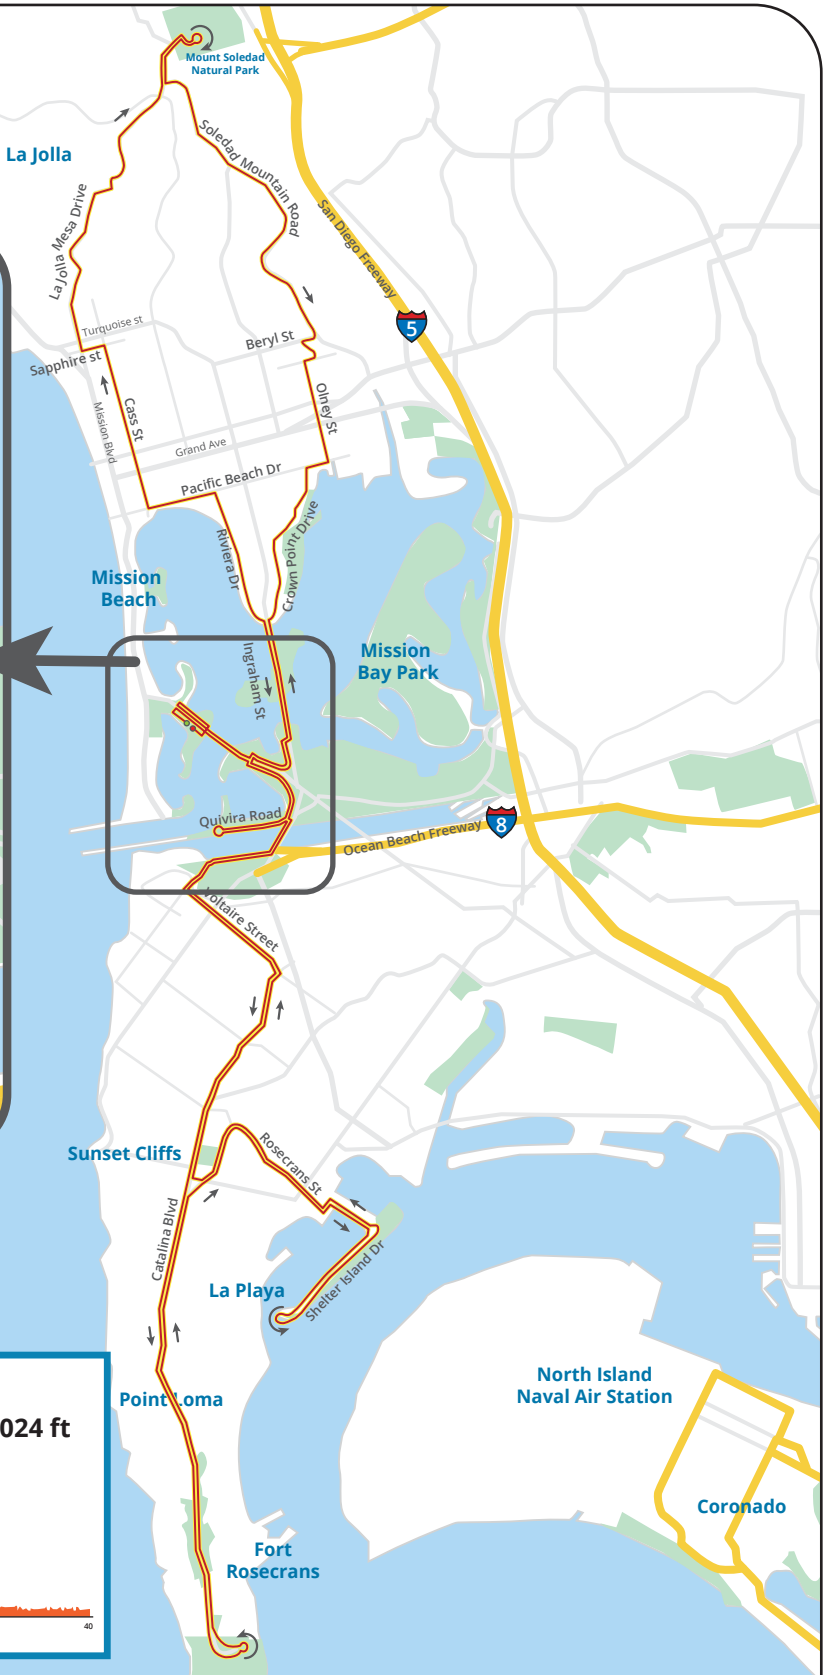 Mount Soledad
Natural Park
La Jolla
Soledad Mountain Road
La Jolla Mesa Drive
San Diego Freeway
5
Turquoise st
Beryl St
Sapphire st
Cass St
Mission Blvd
Olney St
Grand Ave
Pacific Beach Dr
Riviera Dr
Crown Point Drive
Mission
Beach
Mission
Bay Park
Ingraham St
Quivira Road
8
Ocean Beach Freeway
Voltaire Street
Sunset Cliffs
Rosecrans St
Catalina Blvd
La Playa
Shelter Island Dr
North Island
Naval Air Station
Point Loma
024 ft
Coronado
Fort
Rosecrans
40